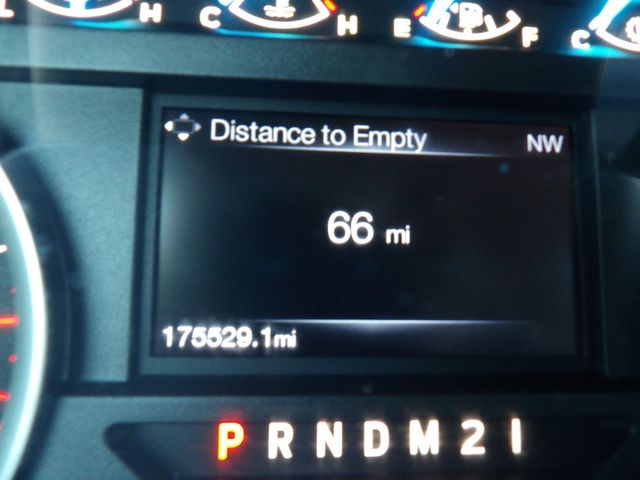 L H C H E F C
Distance to Empty NW
66 mi
175529.1mi
P R N D M 2 1